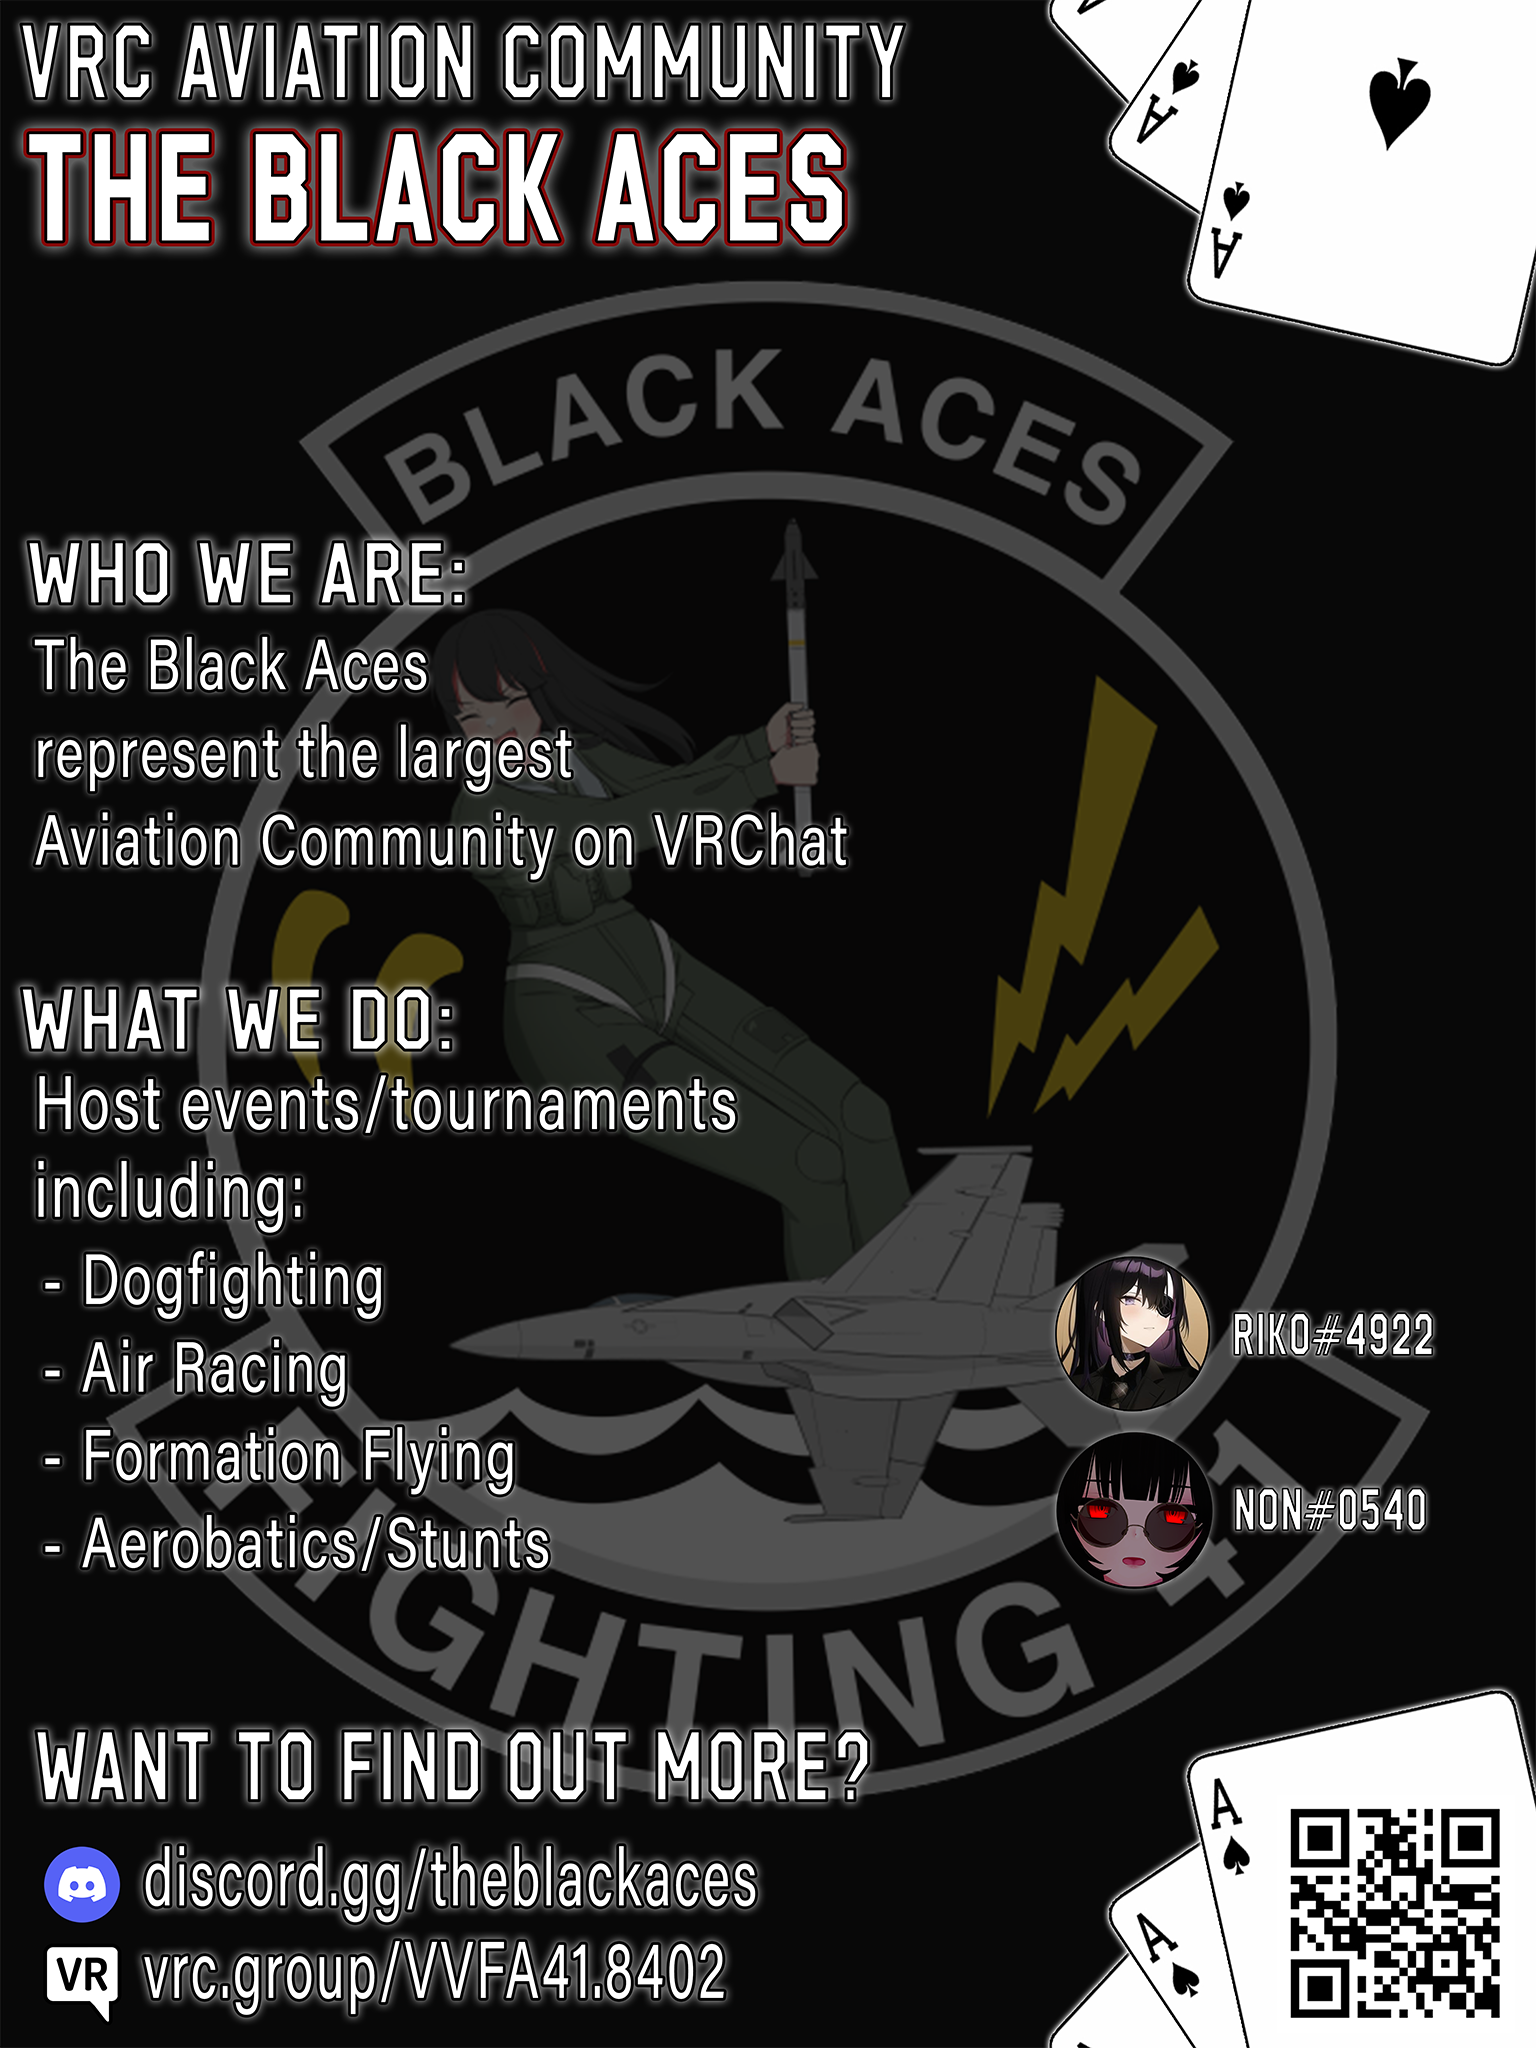 VRC AVIATION COMMUNITY
THE BLACK ACES
A
A
BLACK ACES
WHO WE ARE:
The Black Aces
represent the largest
Aviation Community on VRChat
WHAT WE DO:
Host events/tournaments
including:
- Dogfighting
- Air Racing
- Formation Flying
- Aerobatics/Stunts
RIKO#4922
NON#0540
FIGHTING 41
WANT TO FIND OUT MORE?
discord.gg/theblackaces
VR vrc.group/VVFA41.8402
A
A